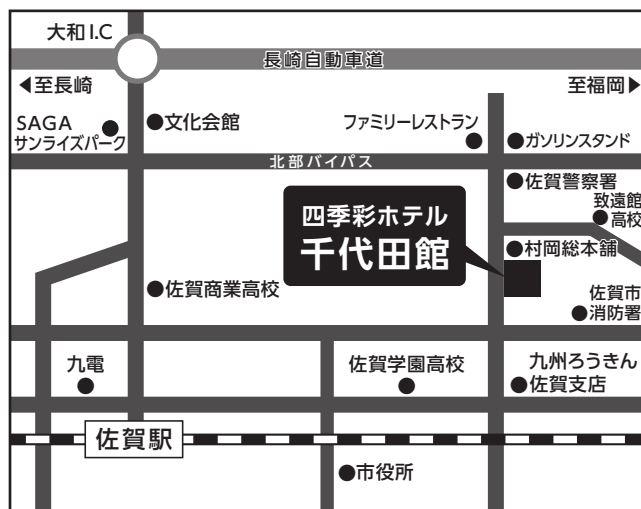 大和I.C
長崎自動車道
◀至長崎
至福岡▶
SAGA
サンライズパーク
●文化会館
ファミリーレストラン
●ガソリンスタンド
北部バイパス
●佐賀警察署
致遠館
●高校
四季彩ホテル
千代田館
●村岡総本舗
●佐賀商業高校
佐賀市
●消防署
九電
佐賀学園高校
九州ろうきん
●佐賀支店
佐賀駅
●市役所